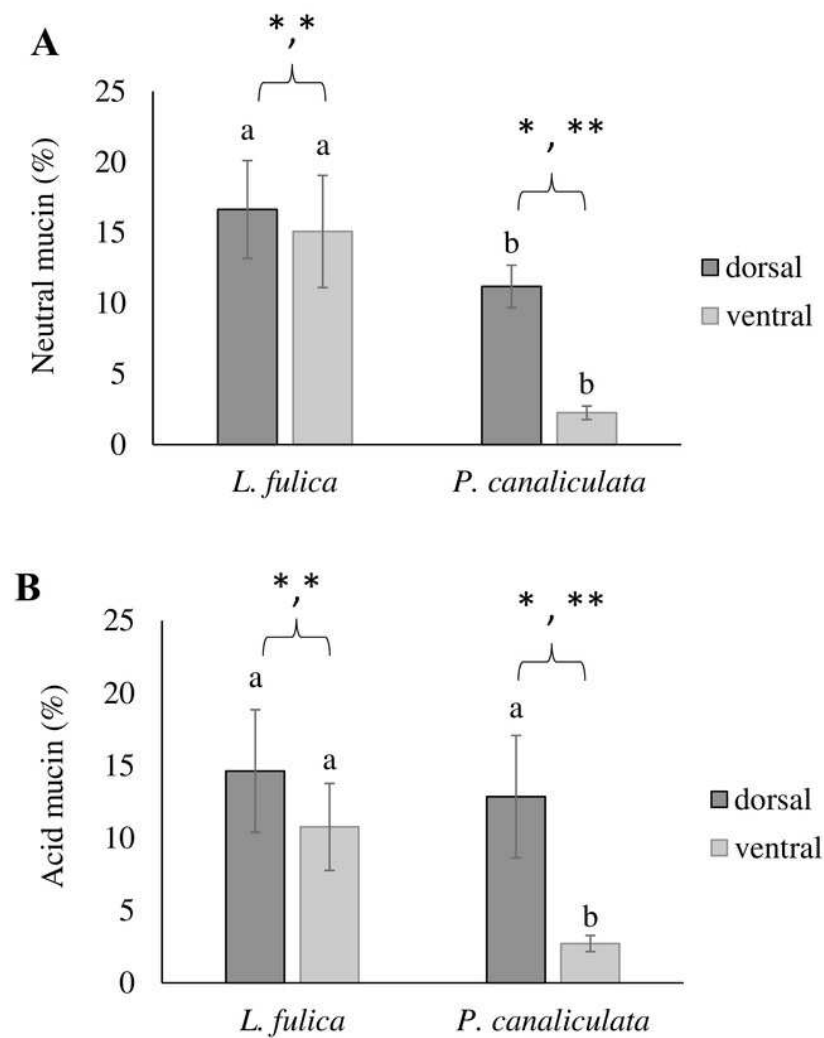 A
*,*
25
20
15
10
5
0
Neutral mucin (%)
a
a
*, **
b
b
dorsal
ventral
L. fulica
P. canaliculata
B
*,*
25
20
15
10
5
0
Acid mucin (%)
a
a
*, **
a
b
dorsal
ventral
L. fulica
P. canaliculata